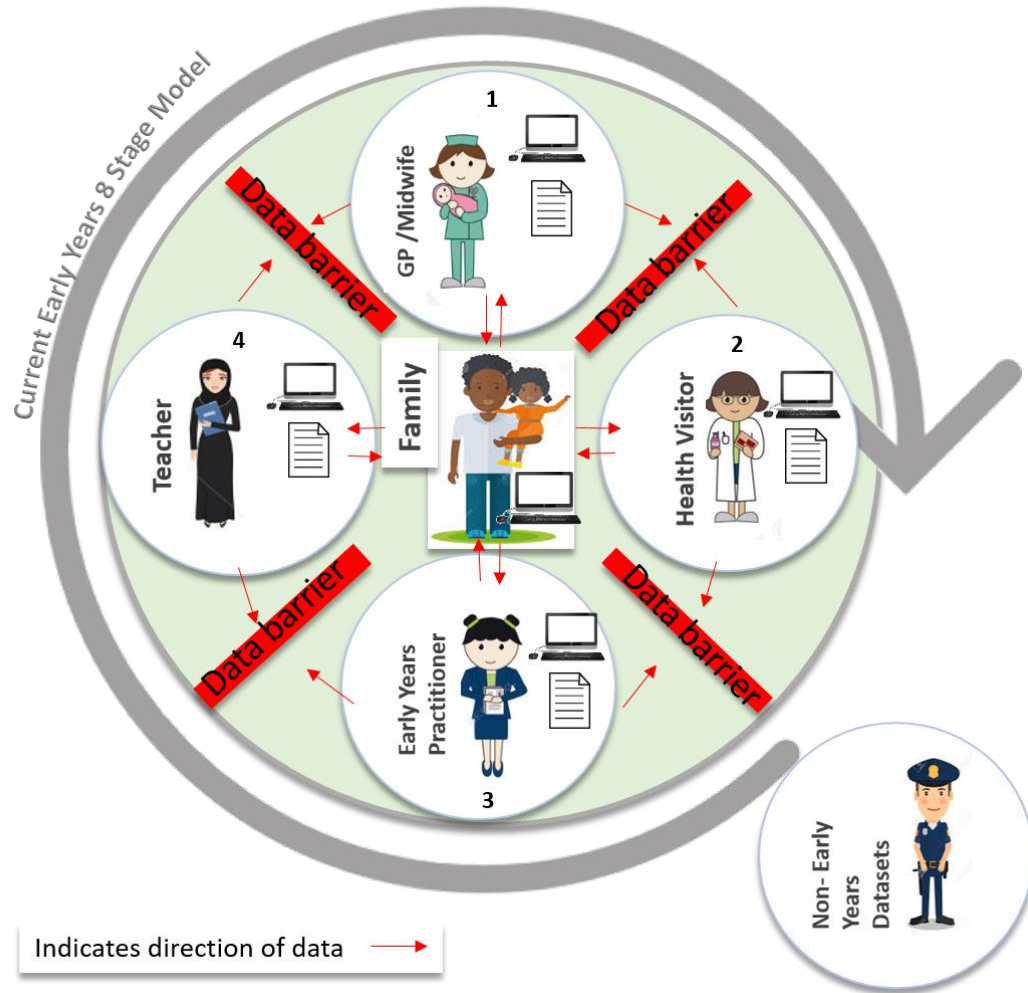 Current Early Years 8 Stage Model
1
GP /Midwife
Data barrier
Data barrier
4
Teacher
Family
2
Health Visitor
Data barrier
Data barrier
Early Years
Practitioner
3
Non- Early
Years
Datasets
Indicates direction of data